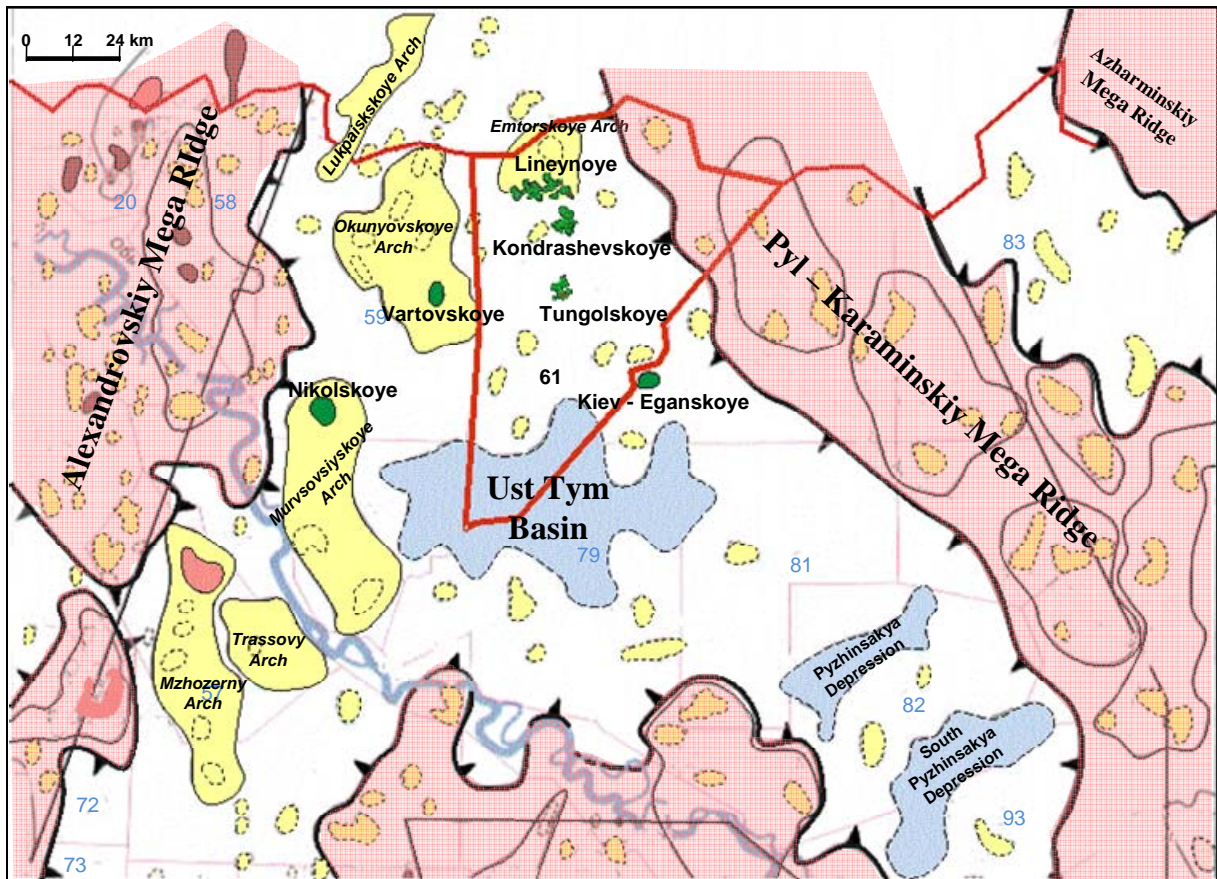 0 12 24 km
Lukpaiskskoye Arch
Azharminskiy
Mega Ridge
Emtorskoye Arch
Lineynoye
Alexandrovskiy Mega RIdge
20
58
Okunyovskoye
Arch
Kondrashevskoye
83
Pyl – Karaminskiy Mega Ridge
59
Vartovskoye
Tungolskoye
61
Nikolskoye
Kiev - Eganskoye
Murvsovsiyskoye
Arch
Ust Tym
Basin
79
81
Trassovy
Arch
Mzhozerny
Arch
57
Pyzhinsakya
Depression
82
South
Pyzhinsakya
Depression
72
93
73